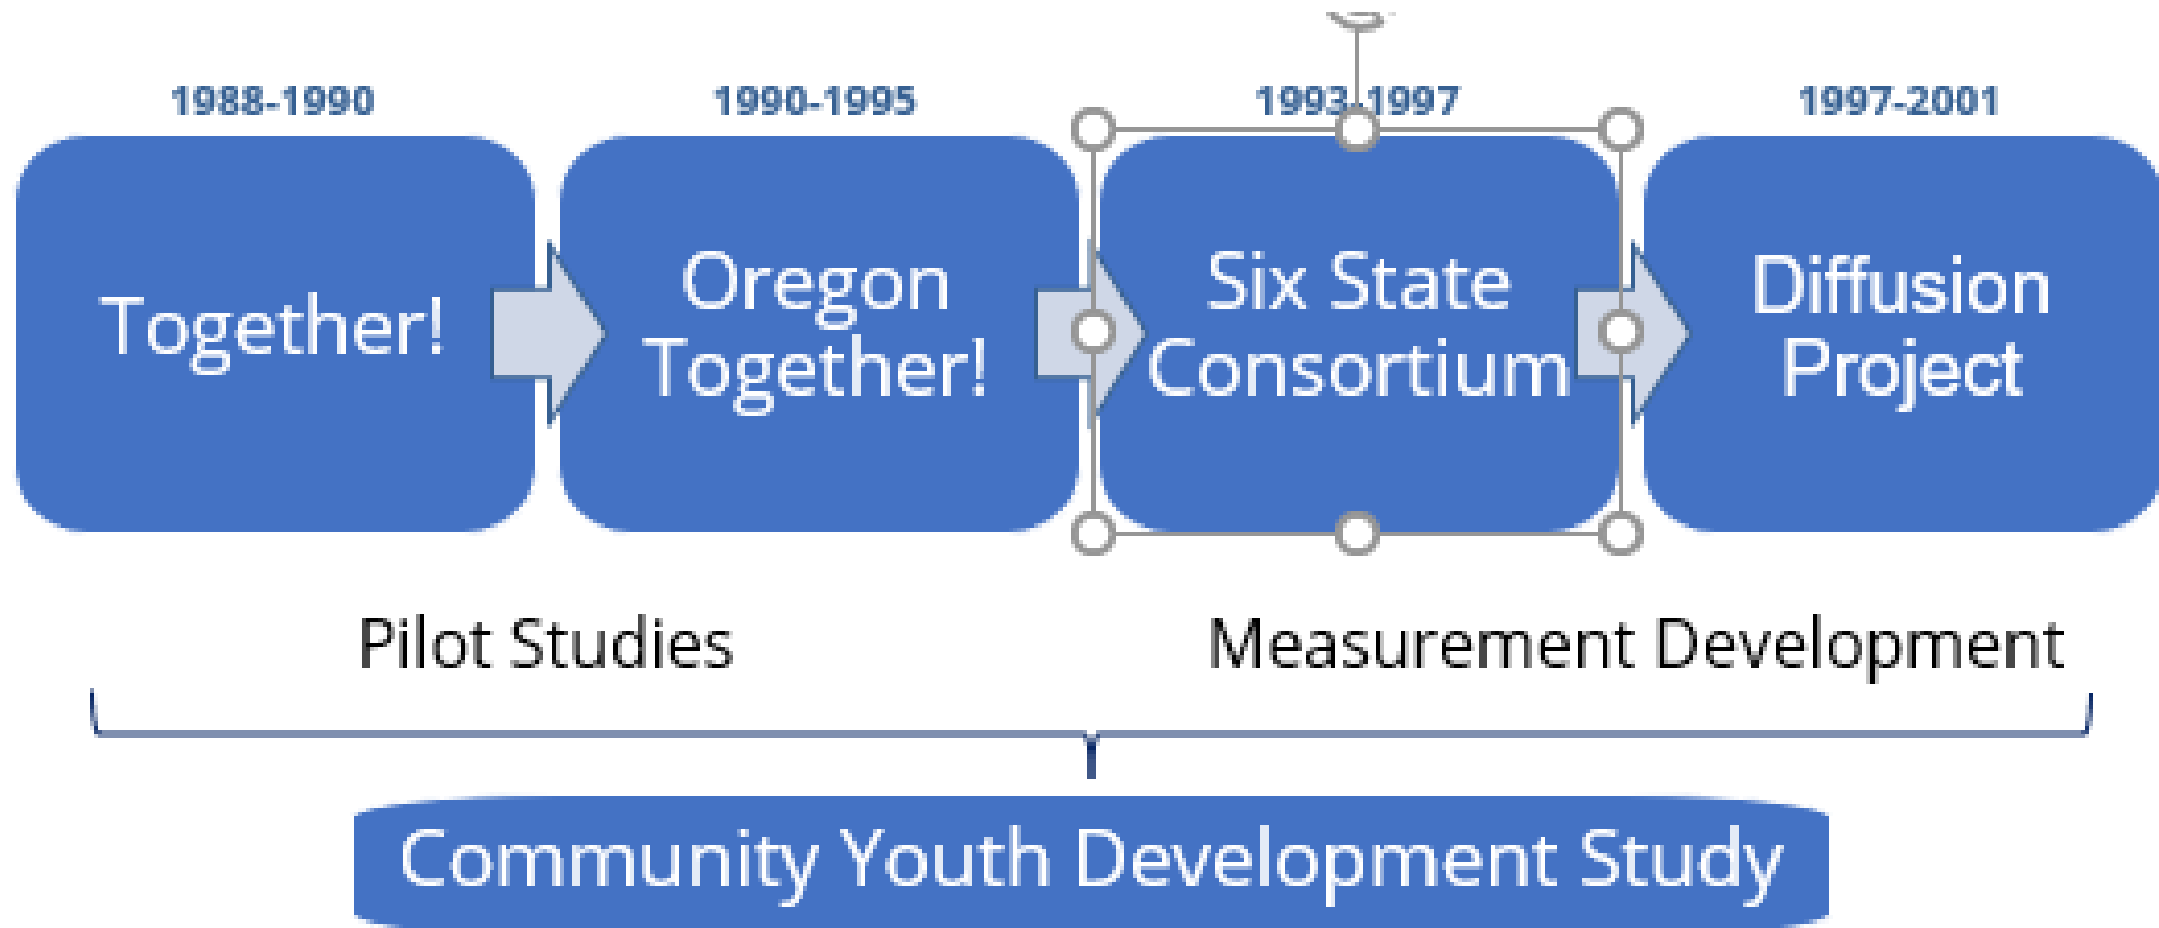 1988-1990
1990-1995
1993-1997
1997-2001
Together!
Oregon
Together!
Six State
Consortium
Diffusion
Project
Pilot Studies
Measurement Development
Community Youth Development Study